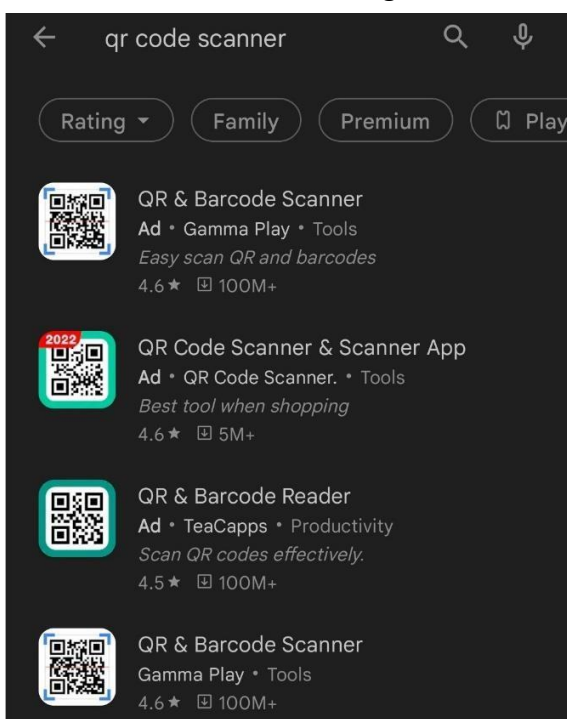 qr code scanner
Rating Family Premium Play
QR & Barcode Scanner
Ad • Gamma Play • Tools
Easy scan QR and barcodes
4.6★ 100M+
2022
QR Code Scanner & Scanner App
Ad • QR Code Scanner. • Tools
Best tool when shopping
4.6★ 5M+
QR & Barcode Reader
Ad • TeaCapps • Productivity
Scan QR codes effectively.
4.5★ 100M+
QR & Barcode Scanner
Gamma Play • Tools
4.6★ 100M+